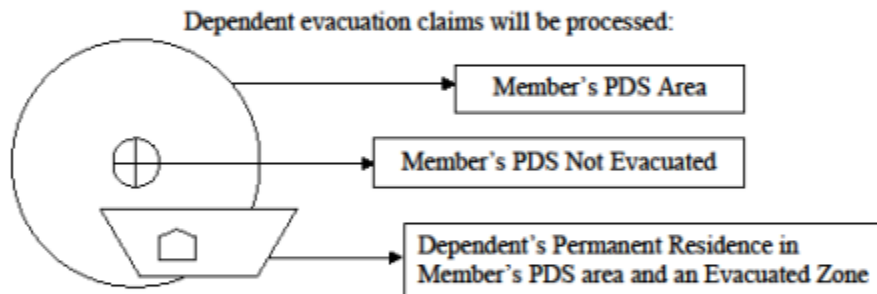 Dependent evacuation claims will be processed:
Member's PDS Area
Member's PDS Not Evacuated
Dependent's Permanent Residence in
Member's PDS area and an Evacuated Zone